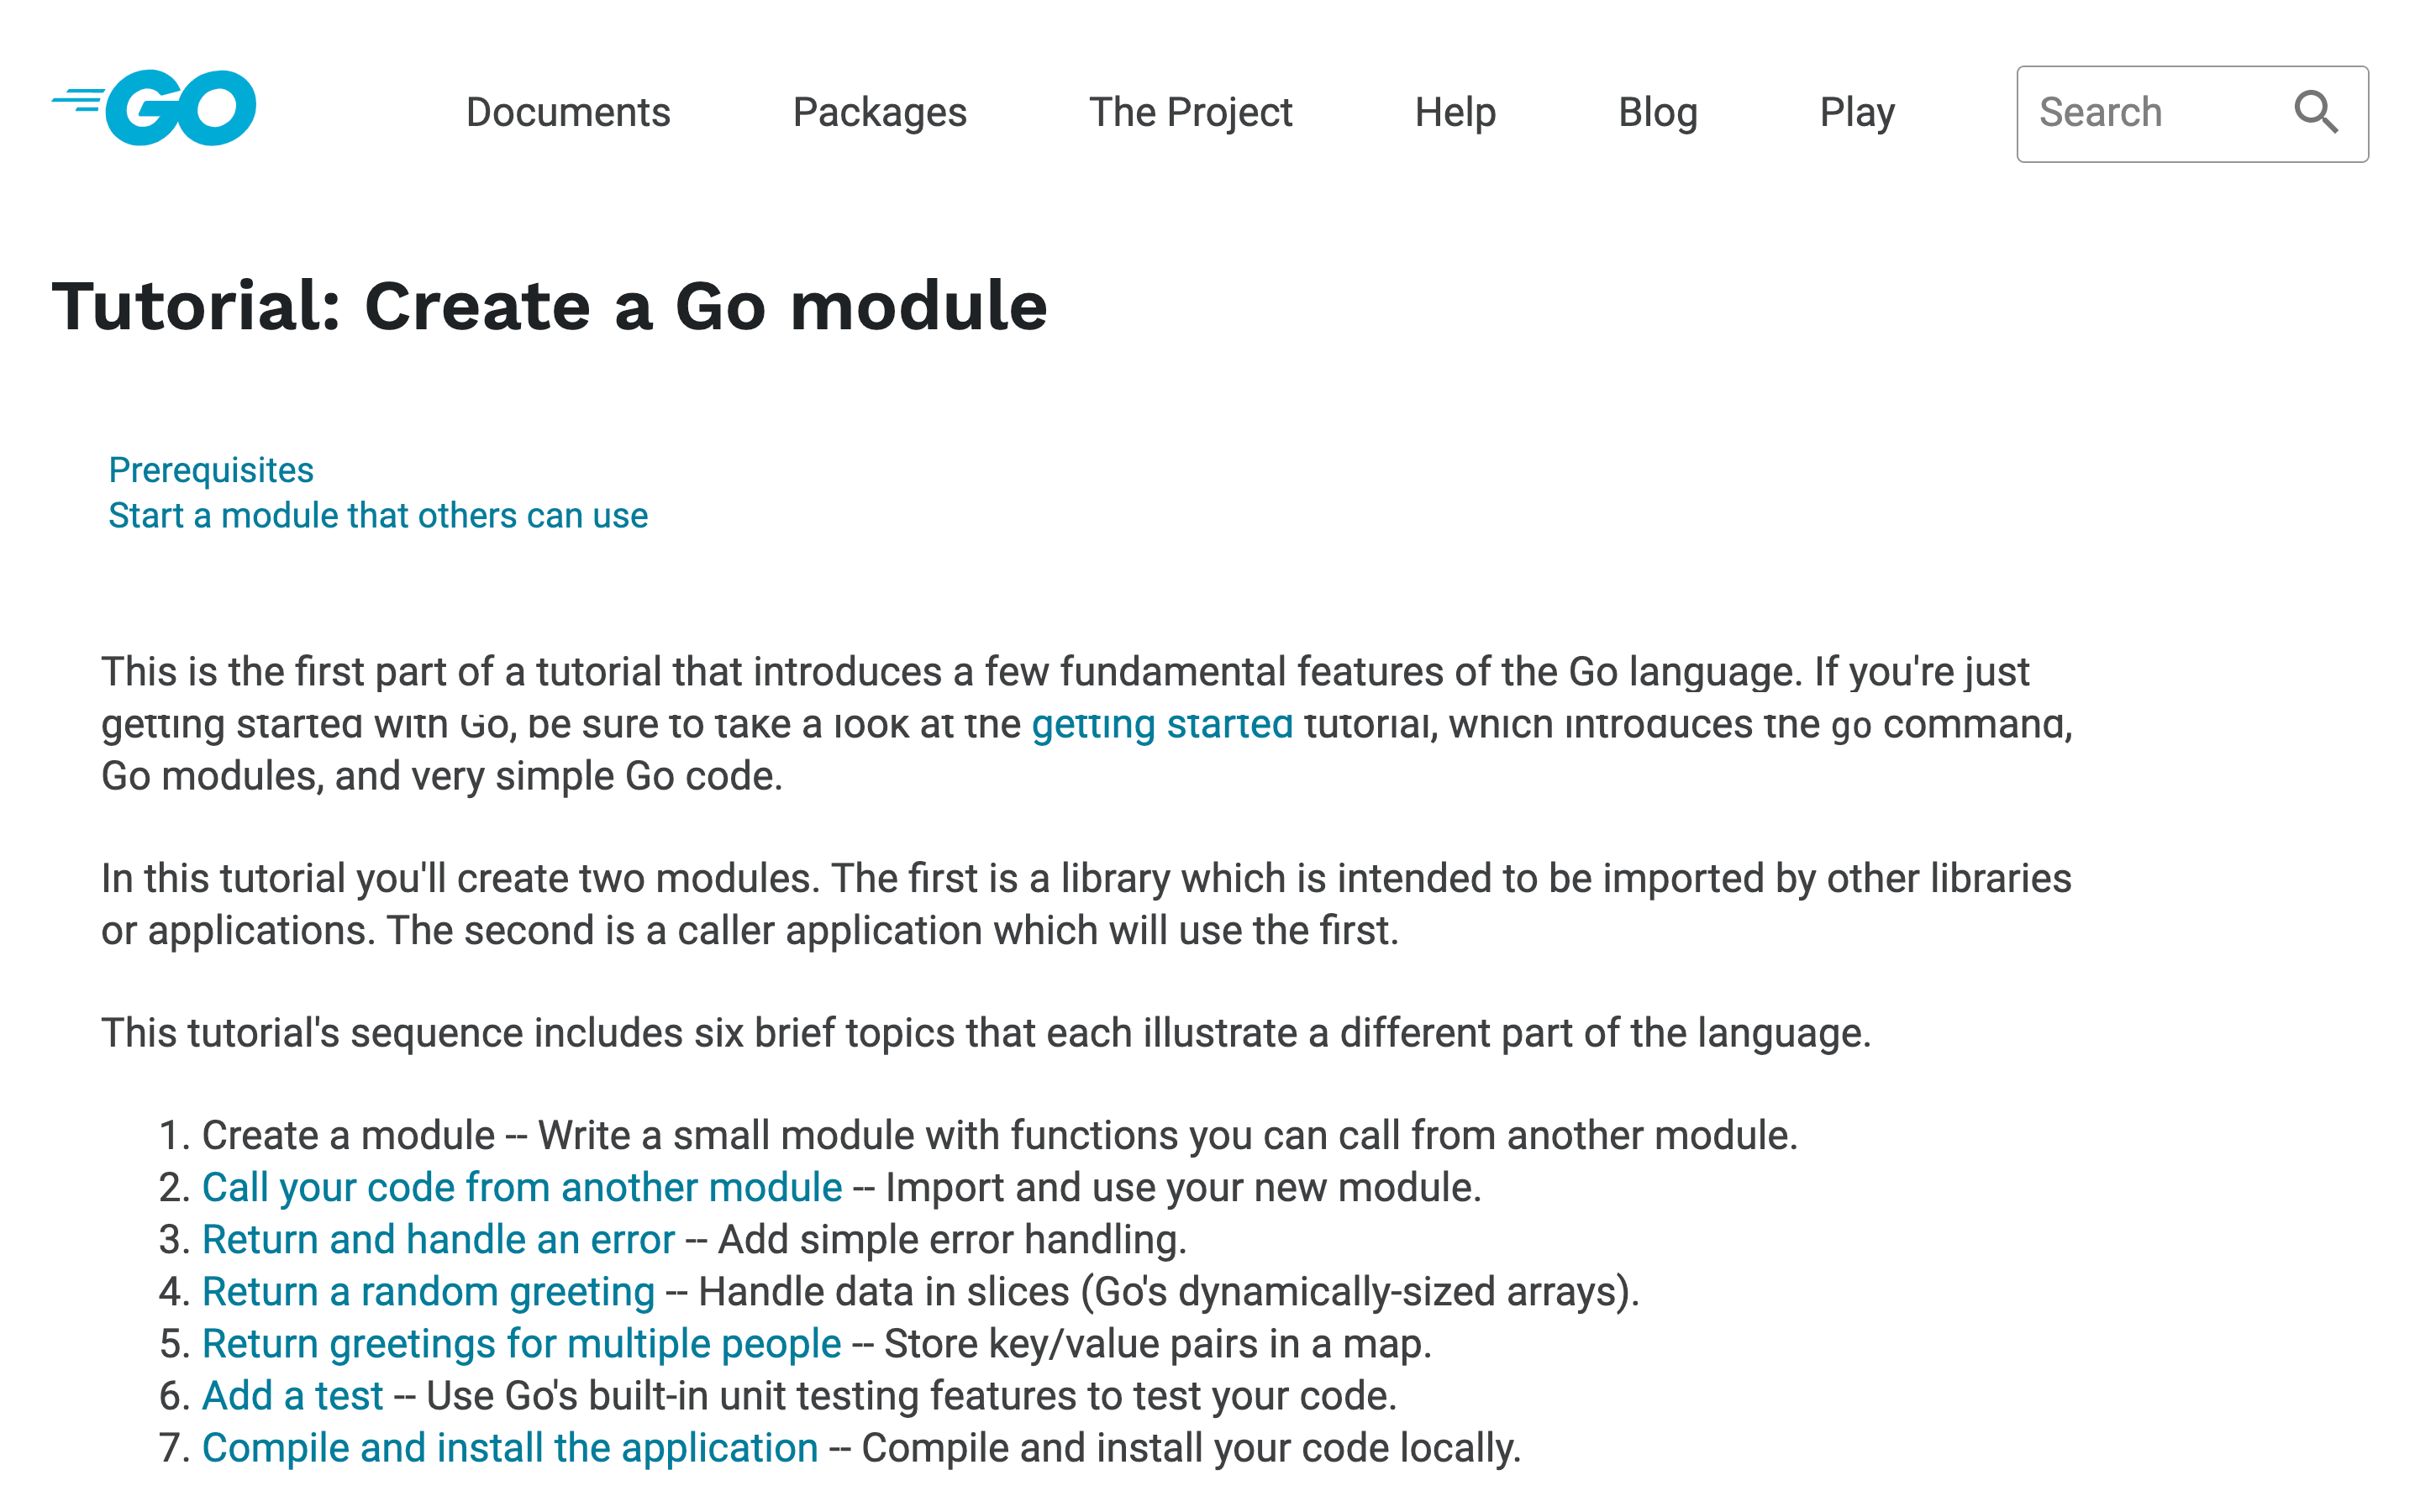 GO
Documents
Packages
The Project
Help
Blog
Play
Search
Tutorial: Create a Go module
Prerequisites
Start a module that others can use
This is the first part of a tutorial that introduces a few fundamental features of the Go language. If you're just
getting started with Go, be sure to take a look at the getting started tutorial, which introduces the go command,
Go modules, and very simple Go code.
In this tutorial you'll create two modules. The first is a library which is intended to be imported by other libraries
or applications. The second is a caller application which will use the first.
This tutorial's sequence includes six brief topics that each illustrate a different part of the language.
1. Create a module -- Write a small module with functions you can call from another module.
2. Call your code from another module -- Import and use your new module.
3. Return and handle an error -- Add simple error handling.
4. Return a random greeting -- Handle data in slices (Go's dynamically-sized arrays).
5. Return greetings for multiple people -- Store key/value pairs in a map.
6. Add a test -- Use Go's built-in unit testing features to test your code.
7. Compile and install the application -- Compile and install your code locally.